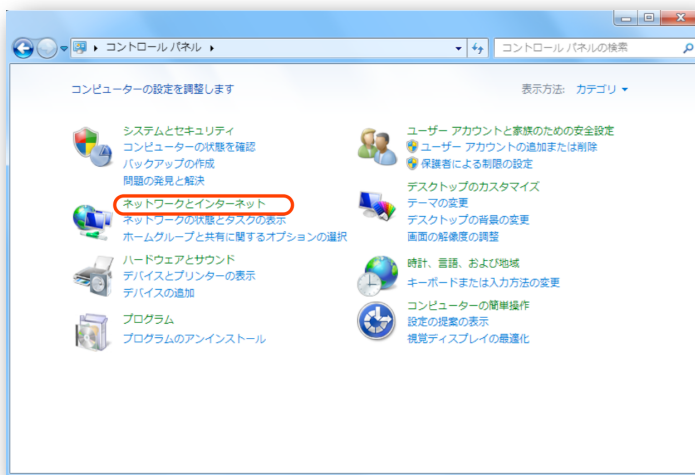 コントロール パネル
コントロール パネルの検索
コンピューターの設定を調整します
表示方法: カテゴリ
システムとセキュリティ
コンピューターの状態を確認
バックアップの作成
問題の発見と解決
ネットワークとインターネット
ネットワークの状態とタスクの表示
ホームグループと共有に関するオプションの選択
ハードウェアとサウンド
デバイスとプリンターの表示
デバイスの追加
プログラム
プログラムのアンインストール
ユーザー アカウントと家族のための安全設定
ユーザー アカウントの追加または削除
保護者による制限の設定
デスクトップのカスタマイズ
テーマの変更
デスクトップの背景の変更
画面の解像度の調整
時計、言語、および地域
キーボードまたは入力方法の変更
コンピューターの簡単操作
設定の提案の表示
視覚ディスプレイの最適化